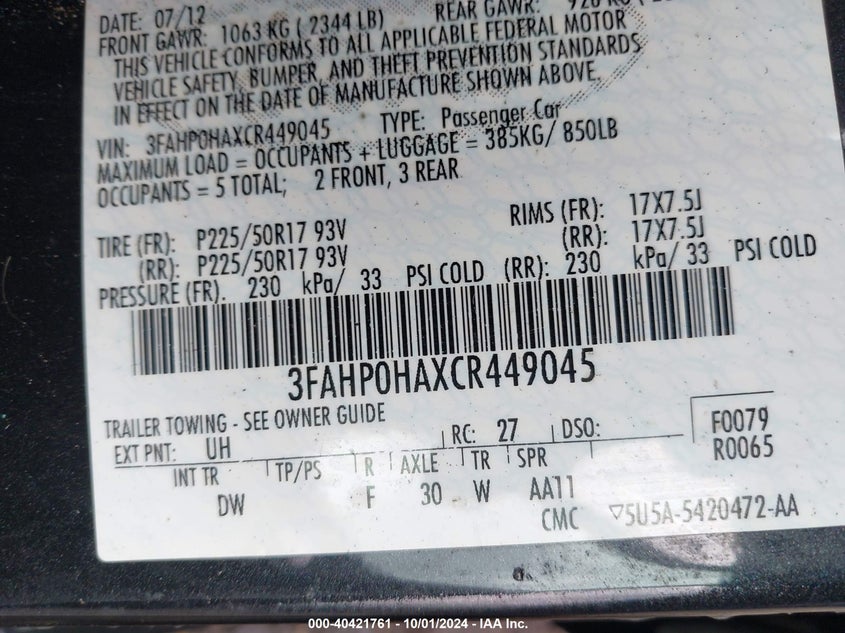 DATE: 07/12
FRONT GAWR: 1063 KG ( 2344 LB) REAR GAWR:
THIS VEHICLE CONFORMS TO ALL APPLICABLE FEDERAL MOTOR
VEHICLE SAFETY, BUMPER, AND THEFT PREVENTION STANDARDS
IN EFFECT ON THE DATE OF MANUFACTURE SHOWN ABOVE.
VIN: 3FAHP0HAXCR449045 TYPE: Passenger Car
MAXIMUM LOAD = OCCUPANTS + LUGGAGE = 385KG/ 850LB
OCCUPANTS = 5 TOTAL; 2 FRONT, 3 REAR
TIRE (FR): P225/50R17 93V RIMS (FR): 17X7.5J
(RR): P225/50R17 93V (RR): 17X7.5J
PRESSURE (FR). 230 kPa/ 33 PSI COLD (RR): 230 kPa/ 33 PSI COLD
3FAHP0HAXCR449045
TRAILER TOWING - SEE OWNER GUIDE
EXT PNT: UH RC: 27 DSO: F0079
R0065
INT TR TP/PS R AXLE TR SPR
DW F 30 W AA11
CMC ▽5U5A-5420472-AA
000-40421761 - 10/01/2024 - IAA Inc.